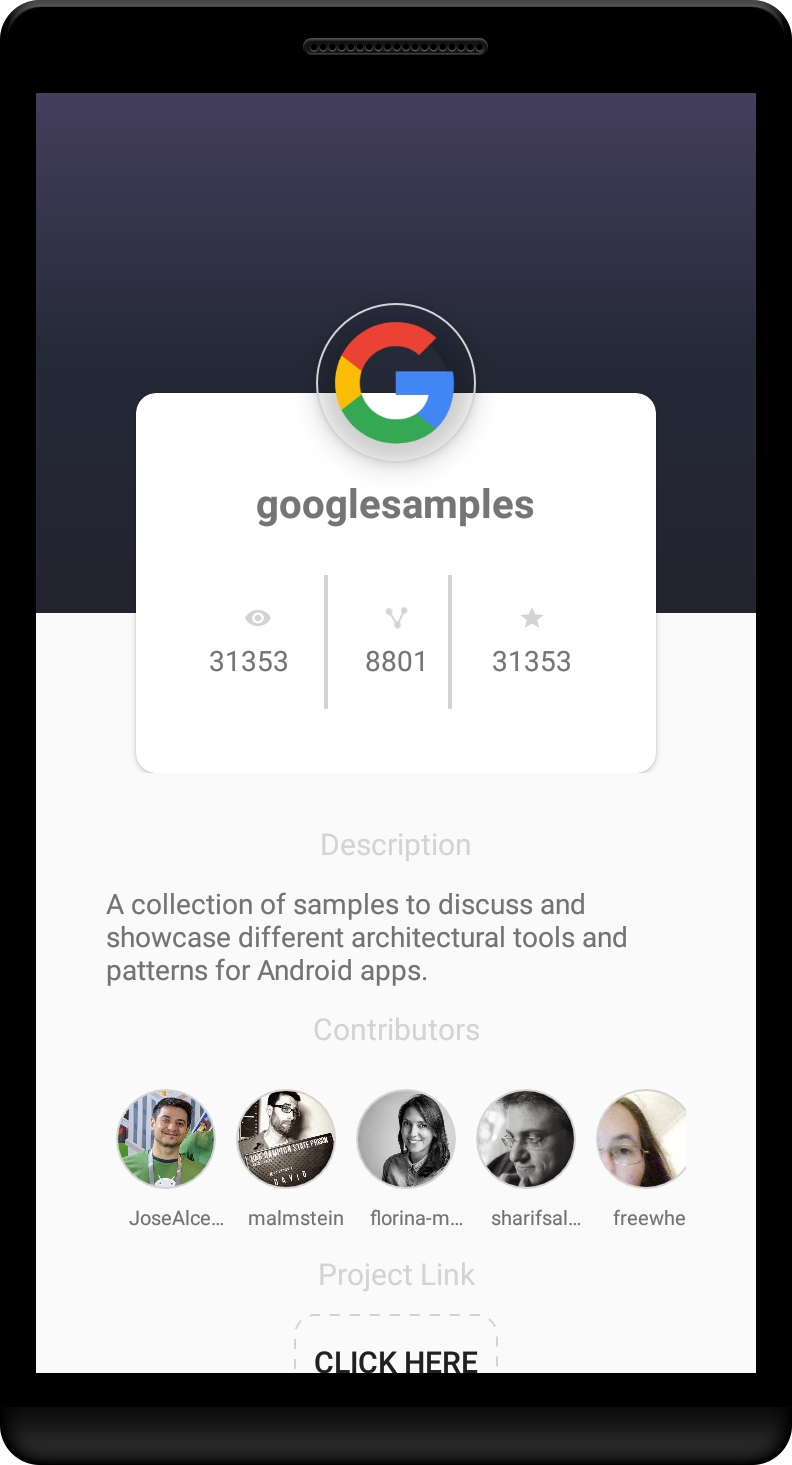 googlesamples
31353 8801 31353
Description
A collection of samples to discuss and
showcase different architectural tools and
patterns for Android apps.
Contributors
DAVID
JoseAlce… malmstein florina-m… sharifsal… freewhe
Project Link
CLICK HERE